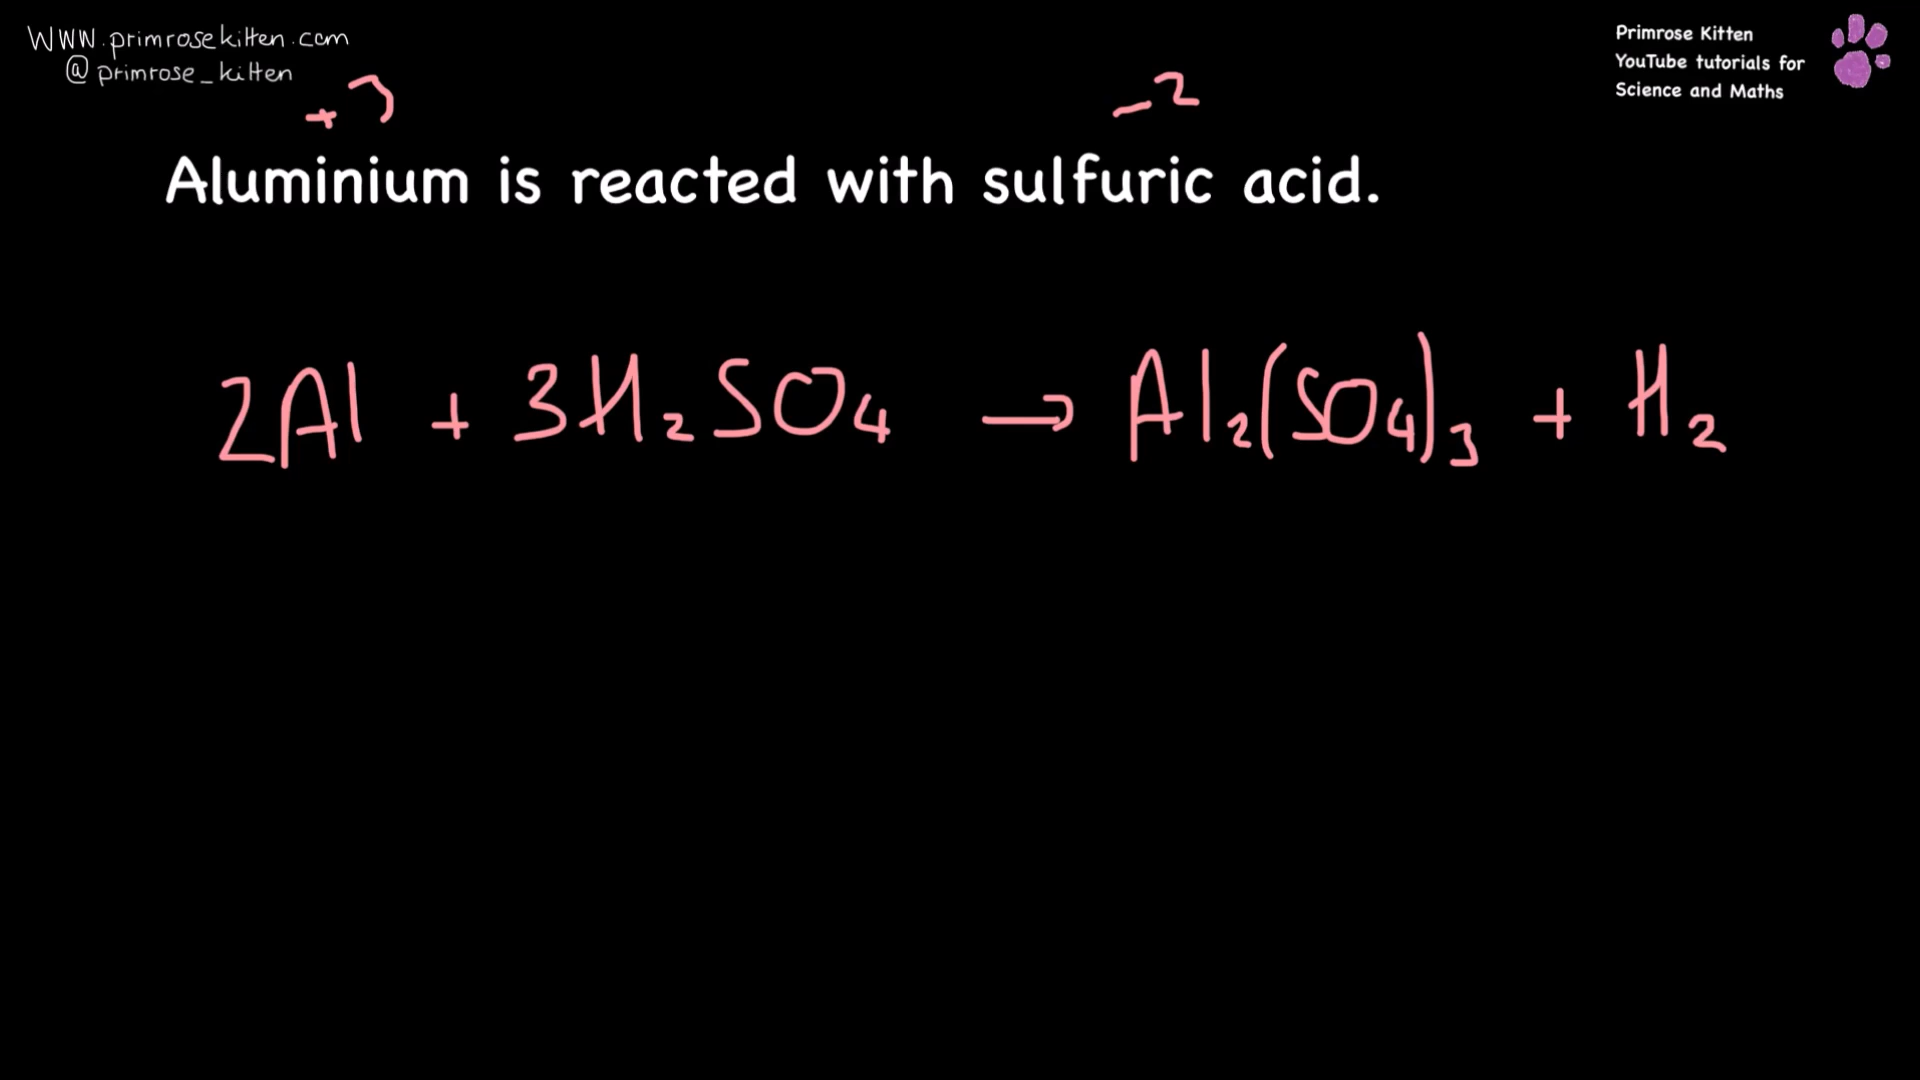 www.primrosekitten.com
@primrose_kitten
Primrose Kitten
YouTube tutorials for
Science and Maths
+3 -2
Aluminium is reacted with sulfuric acid.
2Al + 3H₂SO₄ → Al₂(SO₄)₃ + H₂